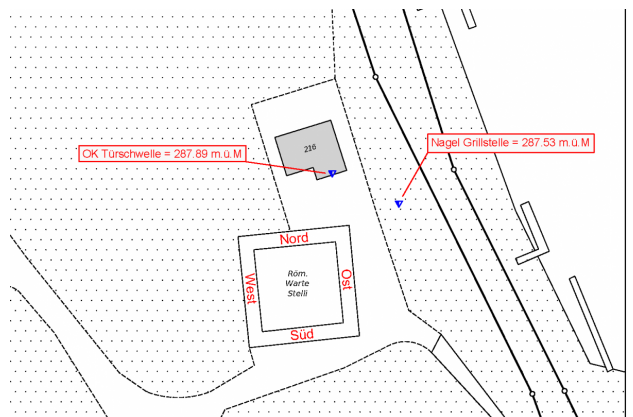 216
OK Türschwelle = 287.89 m.ü.M
Nagel Grillstelle = 287.53 m.ü.M
Nord
West
Röm.
Warte
Stelli
Ost
Süd